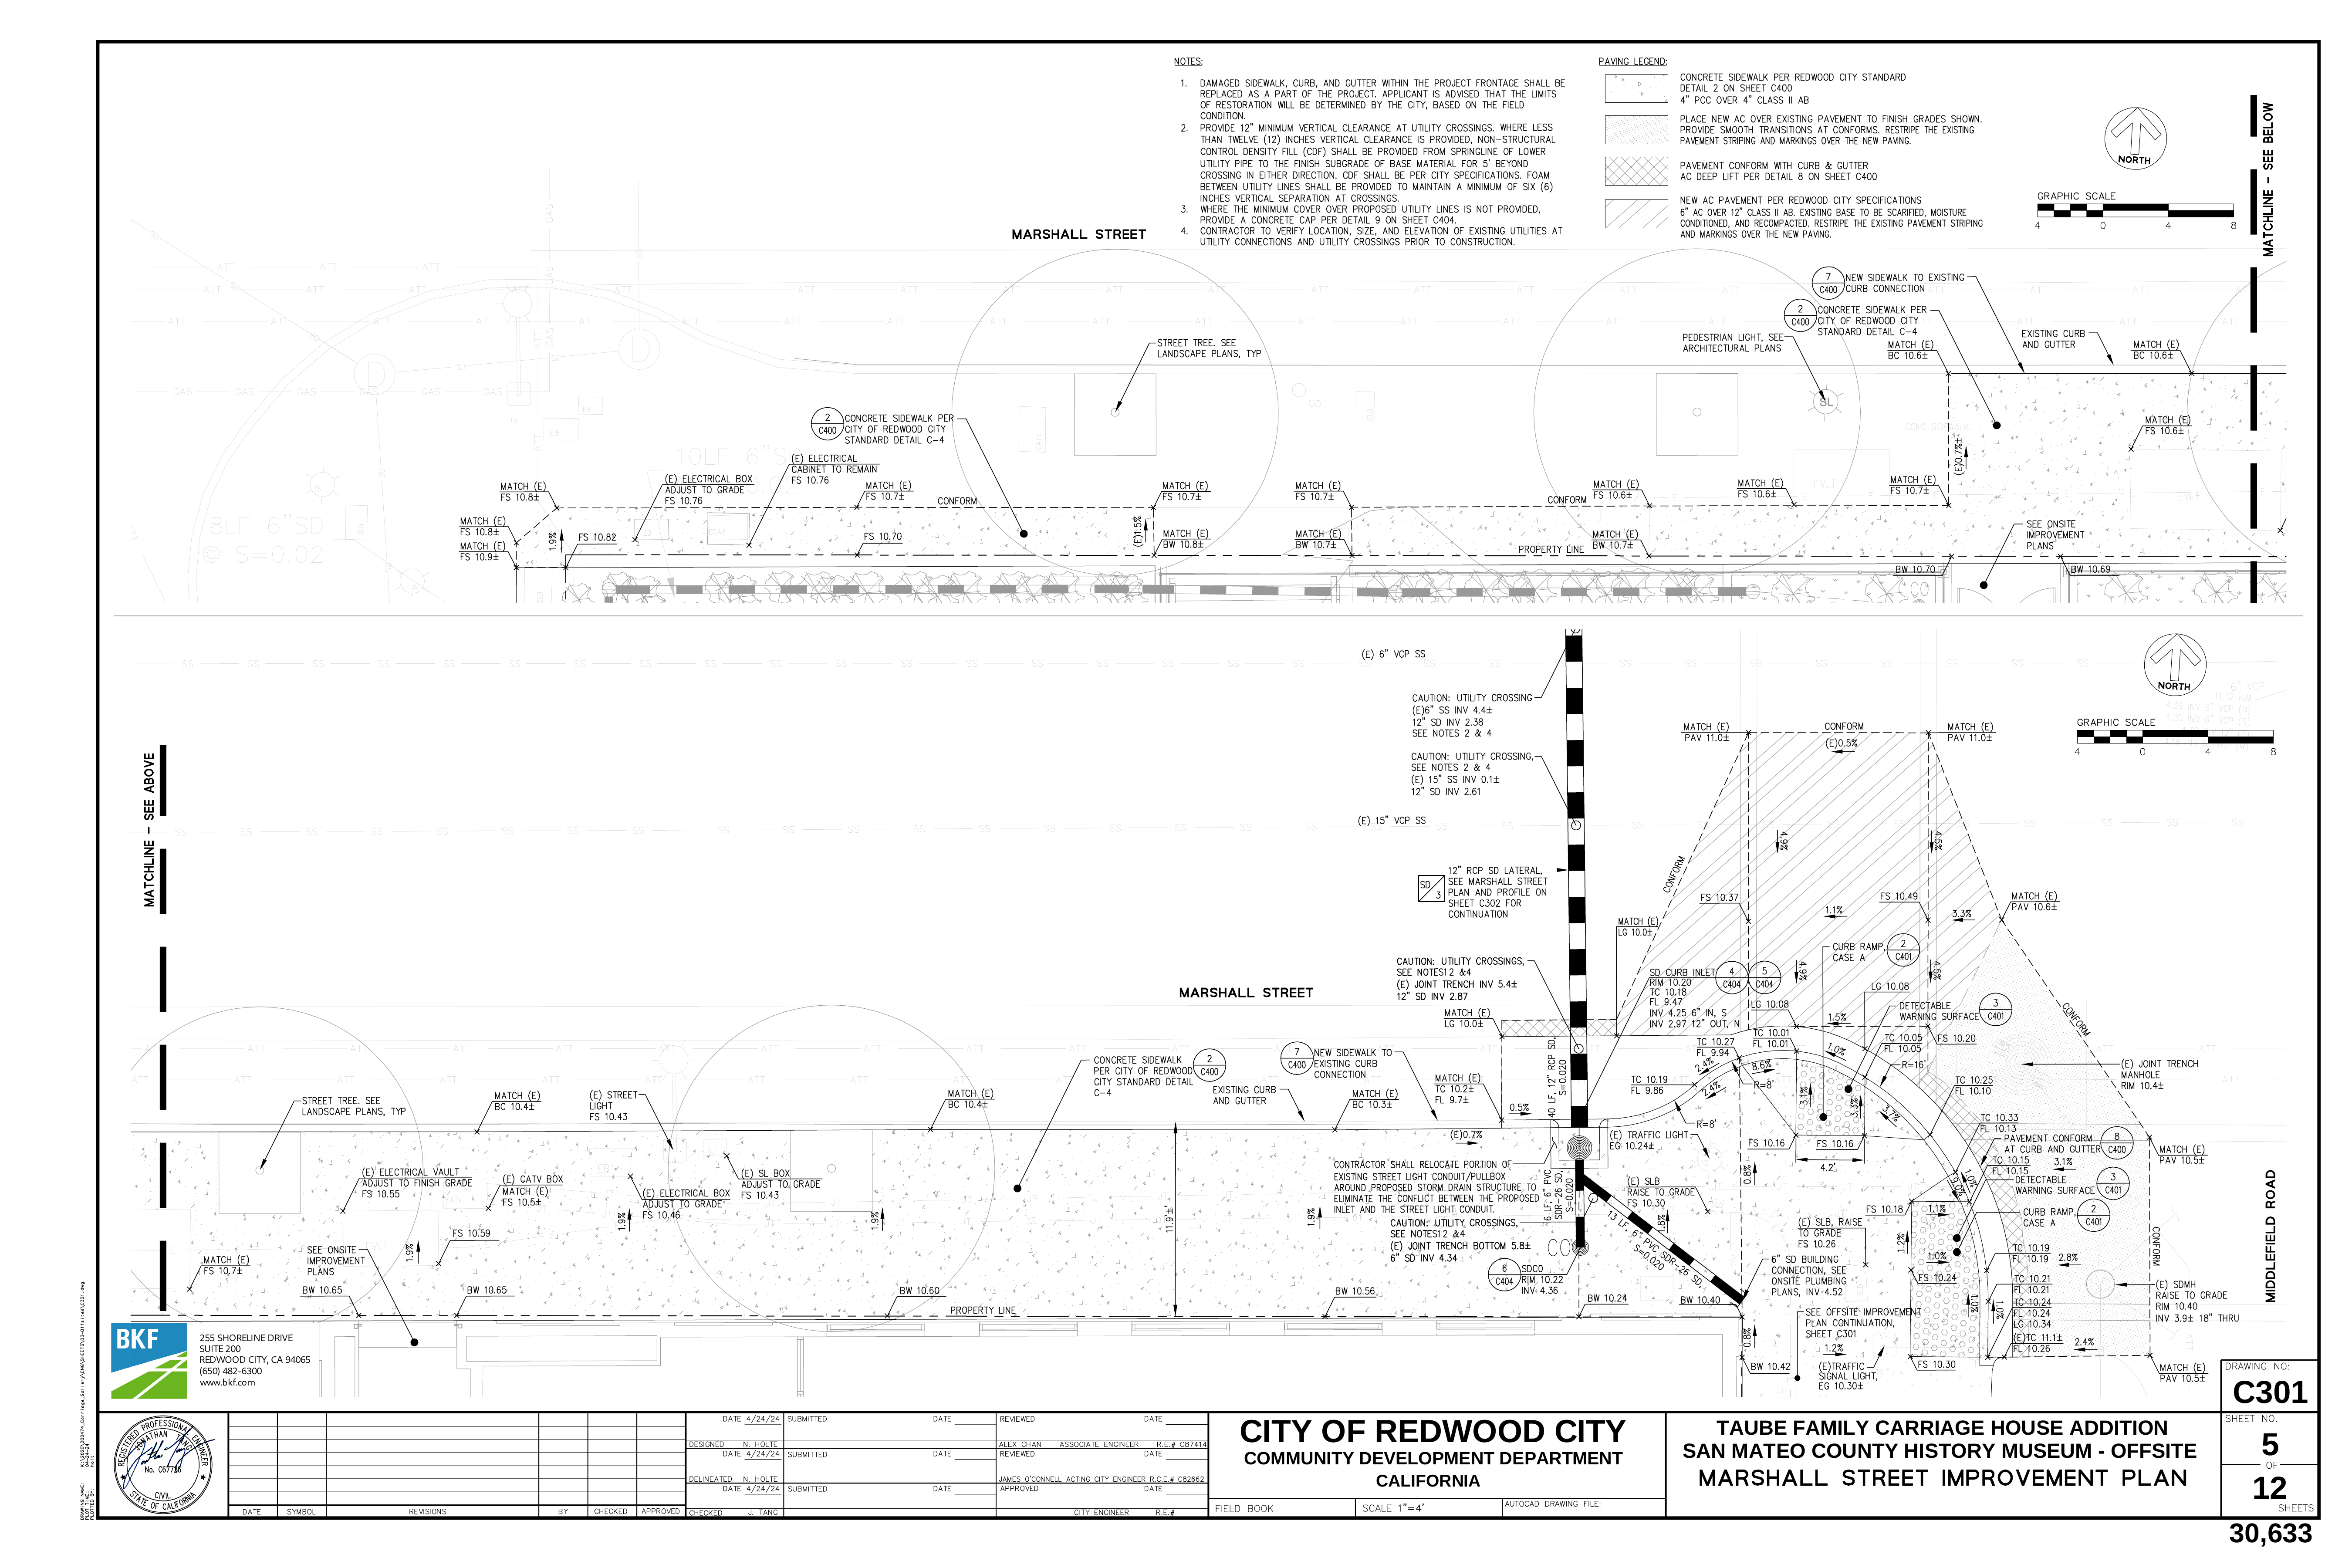 NOTES:
1. DAMAGED SIDEWALK, CURB, AND GUTTER WITHIN THE PROJECT FRONTAGE SHALL BE
REPLACED AS A PART OF THE PROJECT. APPLICANT IS ADVISED THAT THE LIMITS
OF RESTORATION WILL BE DETERMINED BY THE CITY, BASED ON THE FIELD
CONDITION.
2. PROVIDE 12" MINIMUM VERTICAL CLEARANCE AT UTILITY CROSSINGS. WHERE LESS
THAN TWELVE (12) INCHES VERTICAL CLEARANCE IS PROVIDED, NON-STRUCTURAL
CONTROL DENSITY FILL (CDF) SHALL BE PROVIDED FROM SPRINGLINE OF LOWER
UTILITY PIPE TO THE FINISH SUBGRADE OF BASE MATERIAL FOR 5' BEYOND
CROSSING IN EITHER DIRECTION. CDF SHALL BE PER CITY SPECIFICATIONS. FOAM
BETWEEN UTILITY LINES SHALL BE PROVIDED TO MAINTAIN A MINIMUM OF SIX (6)
INCHES VERTICAL SEPARATION AT CROSSINGS.
3. WHERE THE MINIMUM COVER OVER PROPOSED UTILITY LINES IS NOT PROVIDED,
PROVIDE A CONCRETE CAP PER DETAIL 9 ON SHEET C404.
4. CONTRACTOR TO VERIFY LOCATION, SIZE, AND ELEVATION OF EXISTING UTILITIES AT
UTILITY CONNECTIONS AND UTILITY CROSSINGS PRIOR TO CONSTRUCTION.
PAVING LEGEND:
CONCRETE SIDEWALK PER REDWOOD CITY STANDARD
DETAIL 2 ON SHEET C400
4" PCC OVER 4" CLASS II AB
PLACE NEW AC OVER EXISTING PAVEMENT TO FINISH GRADES SHOWN.
PROVIDE SMOOTH TRANSITIONS AT CONFORMS. RESTRIPE THE EXISTING
PAVEMENT STRIPING AND MARKINGS OVER THE NEW PAVING.
PAVEMENT CONFORM WITH CURB & GUTTER
AC DEEP LIFT PER DETAIL 8 ON SHEET C400
NEW AC PAVEMENT PER REDWOOD CITY SPECIFICATIONS
6" AC OVER 12" CLASS II AB. EXISTING BASE TO BE SCARIFIED, MOISTURE
CONDITIONED, AND RECOMPACTED. RESTRIPE THE EXISTING PAVEMENT STRIPING
AND MARKINGS OVER THE NEW PAVING.
NORTH
GRAPHIC SCALE
4 0 4 8
MATCHLINE - SEE BELOW
MARSHALL STREET
7
C400
NEW SIDEWALK TO EXISTING
CURB CONNECTION
2
C400
CONCRETE SIDEWALK PER
CITY OF REDWOOD CITY
STANDARD DETAIL C-4
PEDESTRIAN LIGHT, SEE
ARCHITECTURAL PLANS
MATCH (E)
BC 10.6±
EXISTING CURB
AND GUTTER
MATCH (E)
BC 10.6±
STREET TREE. SEE
LANDSCAPE PLANS, TYP
SL
2
C400
CONCRETE SIDEWALK PER
CITY OF REDWOOD CITY
STANDARD DETAIL C-4
10LF 6"SD
MATCH (E)
FS 10.6±
(E)0.7%±
(E) ELECTRICAL
CABINET TO REMAIN
FS 10.76
(E) ELECTRICAL BOX
ADJUST TO GRADE
FS 10.76
MATCH (E)
FS 10.8±
MATCH (E)
FS 10.7±
CONFORM
MATCH (E)
FS 10.7±
MATCH (E)
FS 10.7±
CONFORM
MATCH (E)
FS 10.6±
MATCH (E)
FS 10.6±
MATCH (E)
FS 10.7±
8LF 6"SD
@ S=0.02
MATCH (E)
FS 10.8±
MATCH (E)
FS 10.9±
1.9%
FS 10.82
FS 10.70
(E)1.5%
MATCH (E)
BW 10.8±
MATCH (E)
BW 10.7±
PROPERTY LINE
MATCH (E)
BW 10.7±
SEE ONSITE
IMPROVEMENT
PLANS
BW 10.70
BW 10.69
CO
MATCHLINE - SEE ABOVE
NORTH
GRAPHIC SCALE
4 0 4 8
(E) 6" VCP SS
CAUTION: UTILITY CROSSING
(E)6" SS INV 4.4±
12" SD INV 2.38
SEE NOTES 2 & 4
CAUTION: UTILITY CROSSING,
SEE NOTES 2 & 4
(E) 15" SS INV 0.1±
12" SD INV 2.61
(E) 15" VCP SS
MATCH (E)
PAV 11.0±
CONFORM
(E)0.5%
MATCH (E)
PAV 11.0±
4.9%
4.5%
CONFORM
SD
3
12" RCP SD LATERAL,
SEE MARSHALL STREET
PLAN AND PROFILE ON
SHEET C302 FOR
CONTINUATION
FS 10.37
1.1%
FS 10.49
3.3%
MATCH (E)
PAV 10.6±
MATCH (E)
LG 10.0±
CURB RAMP,
CASE A
2
C401
CAUTION: UTILITY CROSSINGS,
SEE NOTES12 &4
(E) JOINT TRENCH INV 5.4±
12" SD INV 2.87
MARSHALL STREET
MATCH (E)
LG 10.0±
SD CURB INLET
RIM 10.20
TC 10.18
FL 9.47
INV 4.25 6" IN, S
INV 2.97 12" OUT, N
4
C404
5
C404
4.9%
4.5%
LG 10.08
LG 10.08
DETECTABLE
WARNING SURFACE
3
C401
1.5%
CONFORM
TC 10.01
FL 10.01
TC 10.27
FL 9.94
TC 10.05
FL 10.05
FS 10.20
1.0%
R=16'
2.4%
2.4%
8.6%
R=8'
R=8'
TC 10.19
FL 9.86
3.1%
3.3%
3.7%
TC 10.25
FL 10.10
(E) JOINT TRENCH
MANHOLE
RIM 10.4±
TC 10.33
FL 10.13
PAVEMENT CONFORM
AT CURB AND GUTTER
8
C400
FS 10.16
FS 10.16
4.2'
CONCRETE SIDEWALK
PER CITY OF REDWOOD
CITY STANDARD DETAIL
C-4
2
C400
7
C400
NEW SIDEWALK TO
EXISTING CURB
CONNECTION
EXISTING CURB
AND GUTTER
MATCH (E)
BC 10.3±
MATCH (E)
TC 10.2±
FL 9.7±
0.5%
40 LF, 12" RCP SD,
S=0.020
(E)0.7%
(E) TRAFFIC LIGHT
EG 10.24±
STREET TREE. SEE
LANDSCAPE PLANS, TYP
MATCH (E)
BC 10.4±
(E) STREET
LIGHT
FS 10.43
MATCH (E)
BC 10.4±
(E) ELECTRICAL VAULT
ADJUST TO FINISH GRADE
FS 10.55
(E) CATV BOX
MATCH (E)
FS 10.5±
(E) ELECTRICAL BOX
ADJUST TO GRADE
FS 10.46
(E) SL BOX
ADJUST TO GRADE
FS 10.43
CONTRACTOR SHALL RELOCATE PORTION OF
EXISTING STREET LIGHT CONDUIT/PULLBOX
AROUND PROPOSED STORM DRAIN STRUCTURE TO
ELIMINATE THE CONFLICT BETWEEN THE PROPOSED
INLET AND THE STREET LIGHT CONDUIT.
CAUTION: UTILITY CROSSINGS,
SEE NOTES12 &4
(E) JOINT TRENCH BOTTOM 5.8±
6" SD INV 4.34
6 LF, 6" PVC
SDR-26 SD,
S=0.020
13 LF, 6" PVC SDR-26 SD,
S=0.020
(E) SLB
RAISE TO GRADE
FS 10.30
0.8%
1.8%
TC 10.15
FL 10.15
3.1%
MATCH (E)
PAV 10.5±
DETECTABLE
WARNING SURFACE
3
C401
1.0%
9.0%
FS 10.18
1.1%
CURB RAMP,
CASE A
2
C401
(E) SLB, RAISE
TO GRADE
FS 10.26
1.2%
1.0%
TC 10.19
FL 10.19
2.8%
CONFORM
MIDDLEFIELD ROAD
1.9%
1.9%
1.9%
1.9%
11.9'±
FS 10.59
SEE ONSITE
IMPROVEMENT
PLANS
MATCH (E)
FS 10.7±
BW 10.65
BW 10.65
BW 10.60
PROPERTY LINE
BW 10.56
CO
6
C404
SDCO
RIM 10.22
INV 4.36
BW 10.24
BW 10.40
6" SD BUILDING
CONNECTION, SEE
ONSITE PLUMBING
PLANS, INV 4.52
FS 10.24
1.0%
1.0%
TC 10.21
FL 10.21
TC 10.24
FL 10.24
LG 10.34
(E)TC 11.1±
FL 10.26
2.4%
(E) SDMH
RAISE TO GRADE
RIM 10.40
INV 3.9± 18" THRU
SEE OFFSITE IMPROVEMENT
PLAN CONTINUATION,
SHEET C301
0.8%
1.2%
BW 10.42
(E)TRAFFIC
SIGNAL LIGHT,
EG 10.30±
FS 10.30
MATCH (E)
PAV 10.5±
BKF
255 SHORELINE DRIVE
SUITE 200
REDWOOD CITY, CA 94065
(650) 482-6300
www.bkf.com
REGISTERED PROFESSIONAL ENGINEER
JONATHAN TANG
No. C67726
CIVIL
STATE OF CALIFORNIA
DATE SYMBOL REVISIONS BY CHECKED APPROVED
DATE 4/24/24 SUBMITTED DATE REVIEWED DATE
DESIGNED N. HOLTE ALEX CHAN ASSOCIATE ENGINEER R.E.# C87414
DATE 4/24/24 SUBMITTED DATE REVIEWED DATE
DELINEATED N. HOLTE JAMES O'CONNELL ACTING CITY ENGINEER R.C.E.# C82662
DATE 4/24/24 SUBMITTED DATE APPROVED DATE
CHECKED J. TANG CITY ENGINEER R.E.#
CITY OF REDWOOD CITY
COMMUNITY DEVELOPMENT DEPARTMENT
CALIFORNIA
FIELD BOOK SCALE 1"=4' AUTOCAD DRAWING FILE:
TAUBE FAMILY CARRIAGE HOUSE ADDITION
SAN MATEO COUNTY HISTORY MUSEUM - OFFSITE
MARSHALL STREET IMPROVEMENT PLAN
DRAWING NO:
C301
SHEET NO.
5
OF
12
SHEETS
30,633